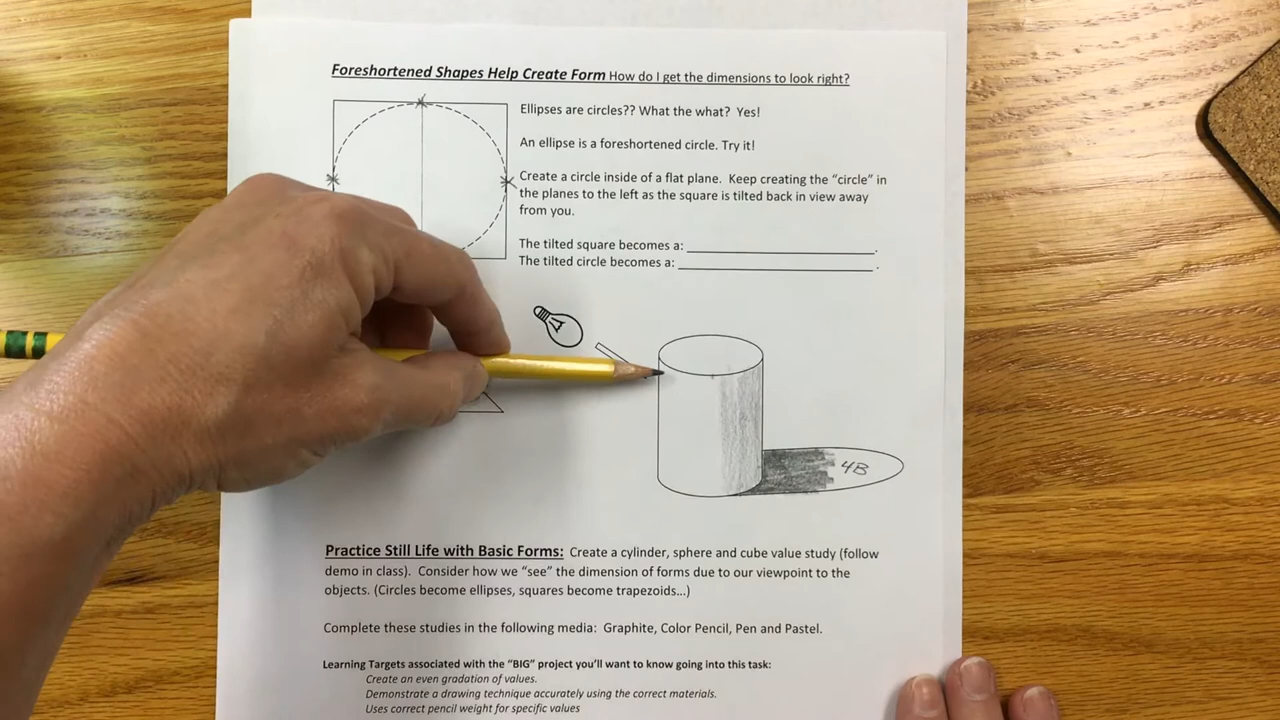 Foreshortened Shapes Help Create Form How do I get the dimensions to look right?
Ellipses are circles?? What the what? Yes!
An ellipse is a foreshortened circle. Try it!
Create a circle inside of a flat plane. Keep creating the “circle” in
the planes to the left as the square is tilted back in view away
from you.
The tilted square becomes a: ______________________.
The tilted circle becomes a: ______________________.
4B
Practice Still Life with Basic Forms: Create a cylinder, sphere and cube value study (follow
demo in class). Consider how we “see” the dimension of forms due to our viewpoint to the
objects. (Circles become ellipses, squares become trapezoids…)
Complete these studies in the following media: Graphite, Color Pencil, Pen and Pastel.
Learning Targets associated with the “BIG” project you’ll want to know going into this task:
Create an even gradation of values.
Demonstrate a drawing technique accurately using the correct materials.
Uses correct pencil weight for specific values